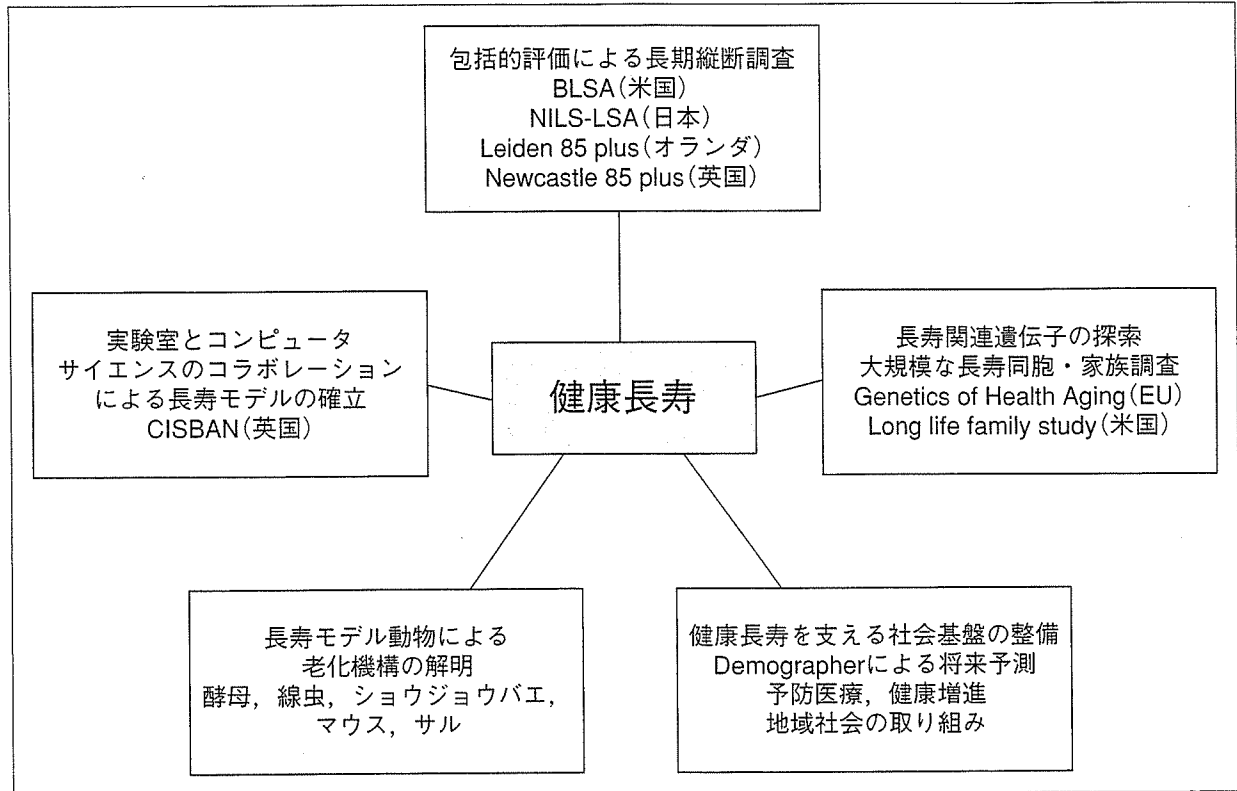 包括的評価による長期縦断調査
BLSA(米国)
NILS-LSA(日本)
Leiden 85 plus(オランダ)
Newcastle 85 plus(英国)
実験室とコンピュータ
サイエンスのコラボレーション
による長寿モデルの確立
CISBAN(英国)
健康長寿
長寿関連遺伝子の探索
大規模な長寿同胞・家族調査
Genetics of Health Aging(EU)
Long life family study(米国)
長寿モデル動物による
老化機構の解明
酵母，線虫，ショウジョウバエ，
マウス，サル
健康長寿を支える社会基盤の整備
Demographerによる将来予測
予防医療，健康増進
地域社会の取り組み